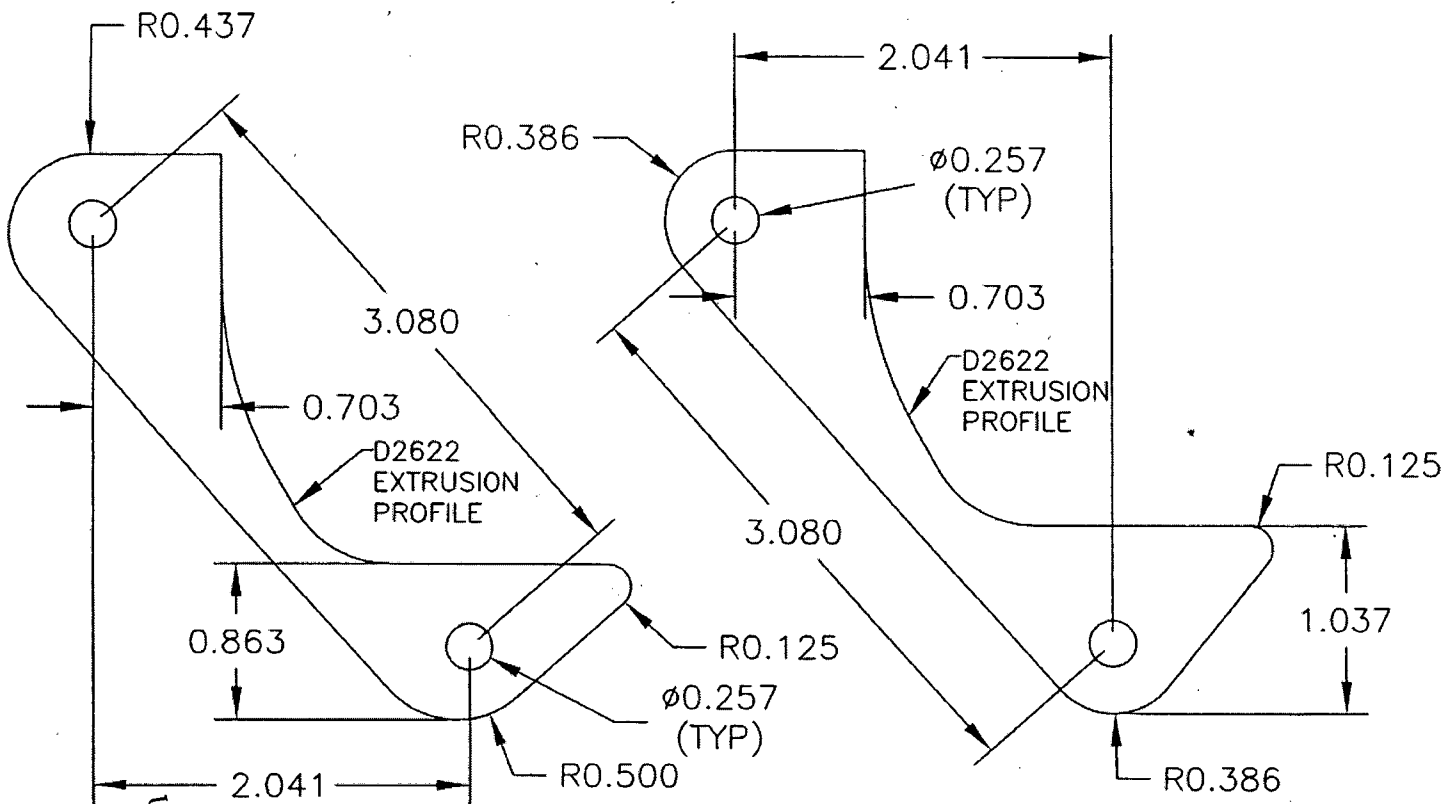 R0.437
3.080
0.703
D2622
EXTRUSION
PROFILE
0.863
R0.125
ø0.257
(TYP)
R0.500
2.041
2.041
R0.386
ø0.257
(TYP)
0.703
D2622
EXTRUSION
PROFILE
3.080
R0.125
1.037
R0.386